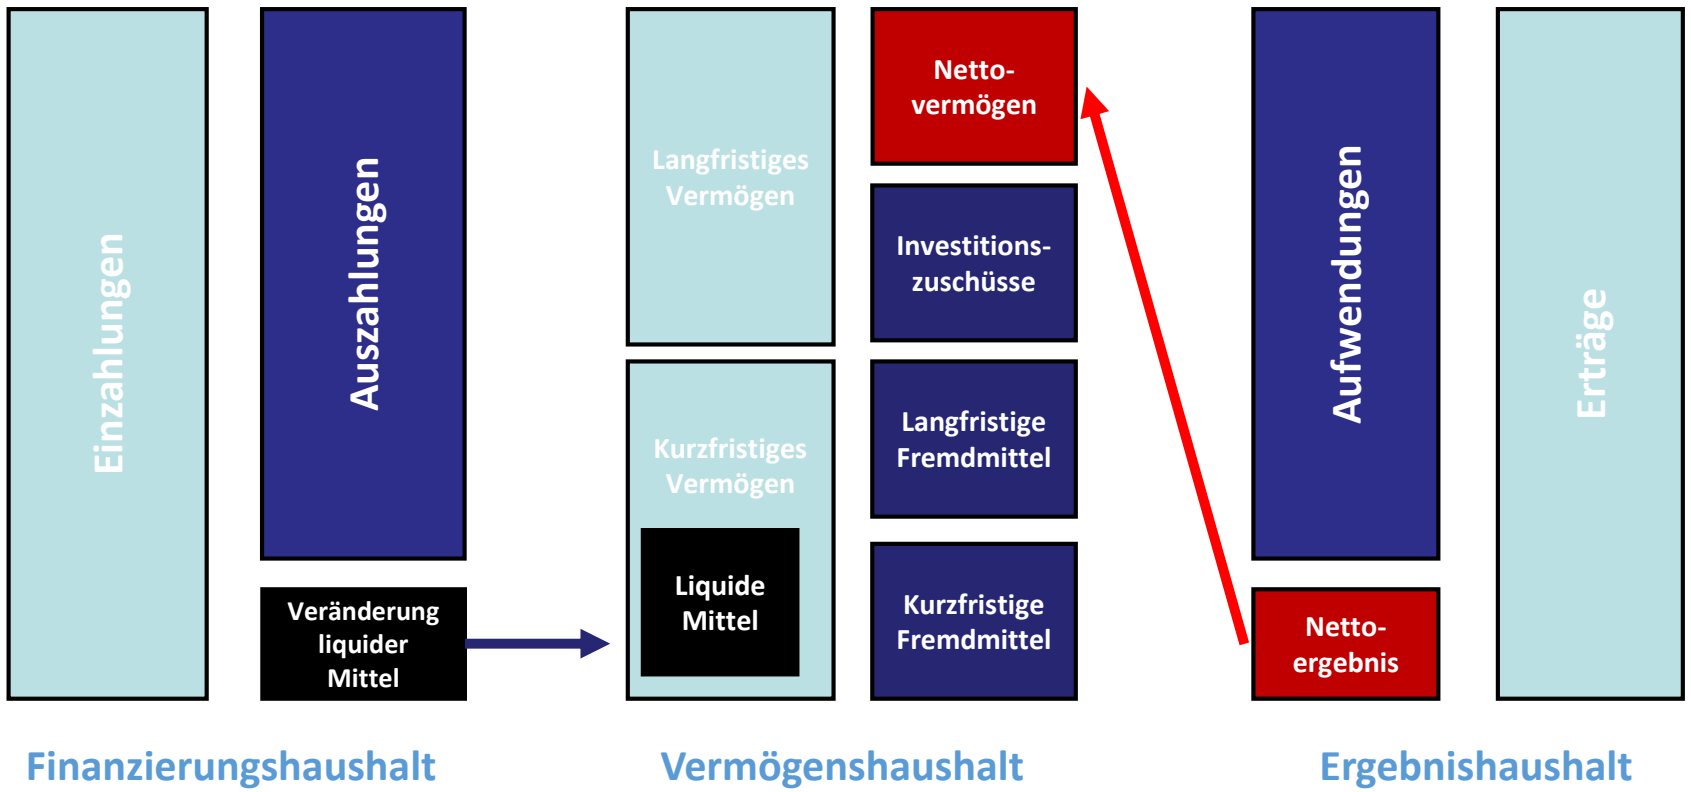 Einzahlungen
Auszahlungen
Veränderung
liquider
Mittel
Langfristiges
Vermögen
Kurzfristiges
Vermögen
Liquide
Mittel
Netto-
vermögen
Investitions-
zuschüsse
Langfristige
Fremdmittel
Kurzfristige
Fremdmittel
Aufwendungen
Netto-
ergebnis
Erträge
Finanzierungshaushalt
Vermögenshaushalt
Ergebnishaushalt